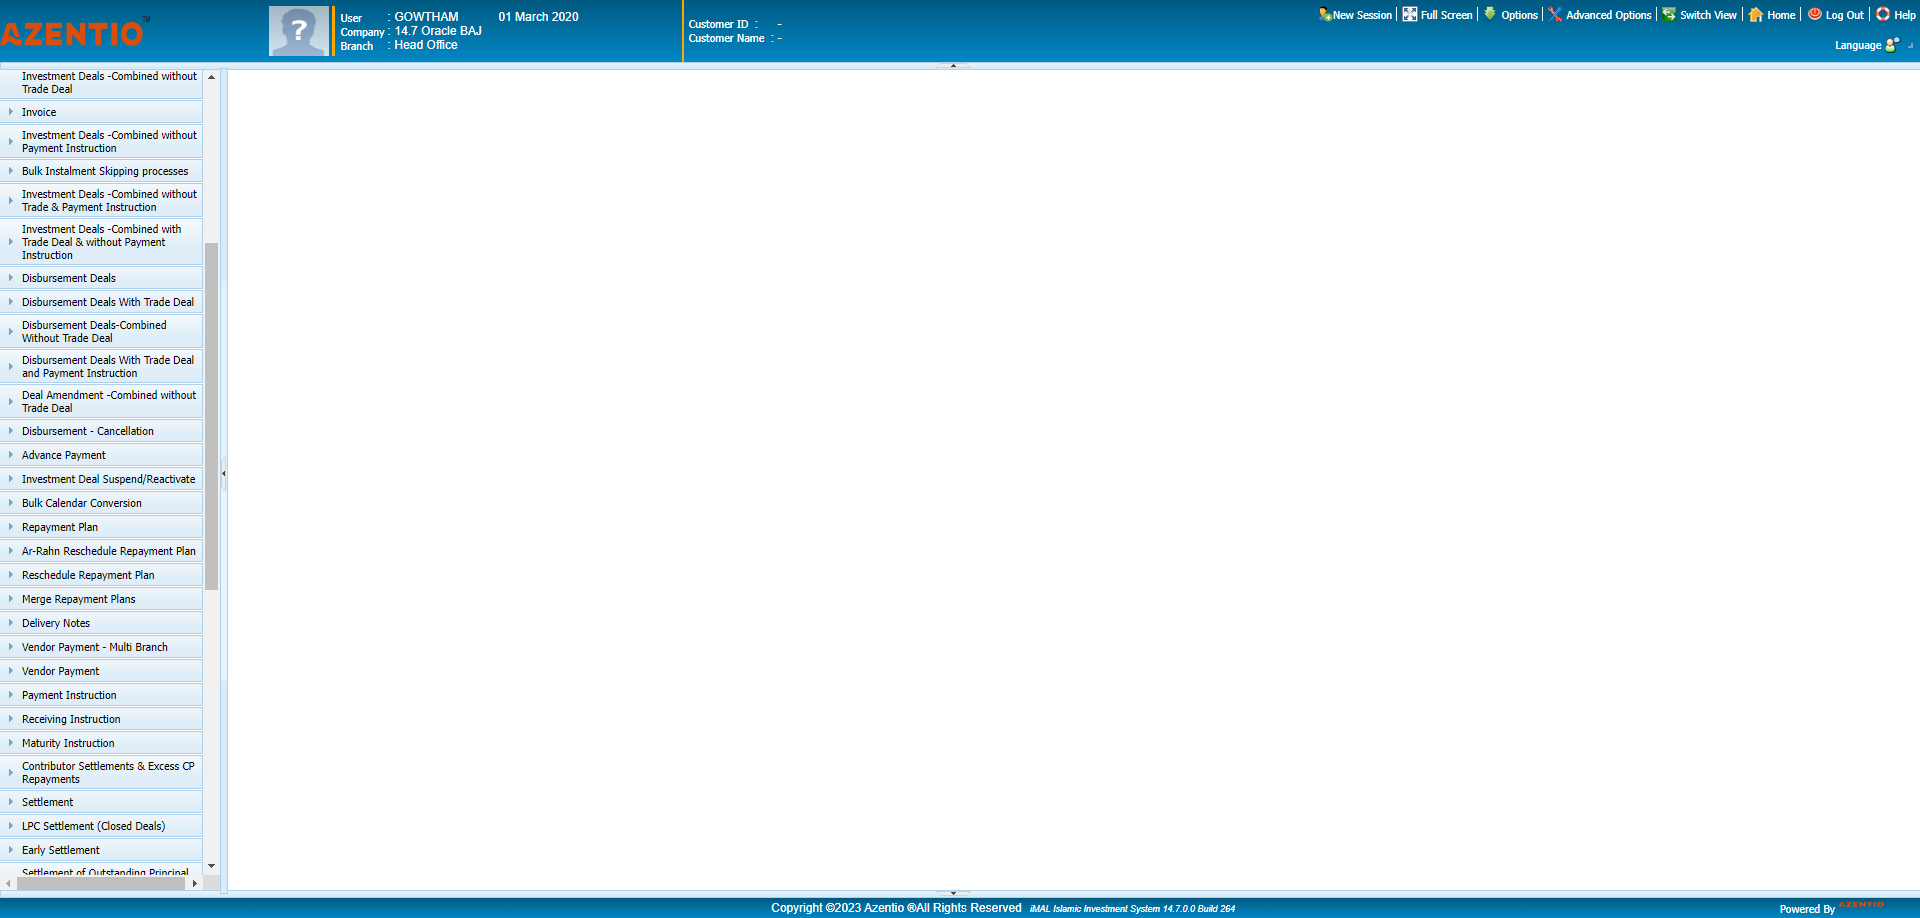 AZENTIO™
?
User : GOWTHAM 01 March 2020
Company : 14.7 Oracle BAJ
Branch : Head Office
Customer ID : -
Customer Name : -
New Session | Full Screen | Options | Advanced Options | Switch View | Home | Log Out | Help
Language
Investment Deals -Combined without
Trade Deal
Invoice
Investment Deals -Combined without
Payment Instruction
Bulk Instalment Skipping processes
Investment Deals -Combined without
Trade & Payment Instruction
Investment Deals -Combined with
Trade Deal & without Payment
Instruction
Disbursement Deals
Disbursement Deals With Trade Deal
Disbursement Deals-Combined
Without Trade Deal
Disbursement Deals With Trade Deal
and Payment Instruction
Deal Amendment -Combined without
Trade Deal
Disbursement - Cancellation
Advance Payment
Investment Deal Suspend/Reactivate
Bulk Calendar Conversion
Repayment Plan
Ar-Rahn Reschedule Repayment Plan
Reschedule Repayment Plan
Merge Repayment Plans
Delivery Notes
Vendor Payment - Multi Branch
Vendor Payment
Payment Instruction
Receiving Instruction
Maturity Instruction
Contributor Settlements & Excess CP
Repayments
Settlement
LPC Settlement (Closed Deals)
Early Settlement
Settlement of Outstanding Principal
Copyright ©2023 Azentio ®All Rights Reserved iMAL Islamic Investment System 14.7.0.0 Build 264
Powered By AZENTIO